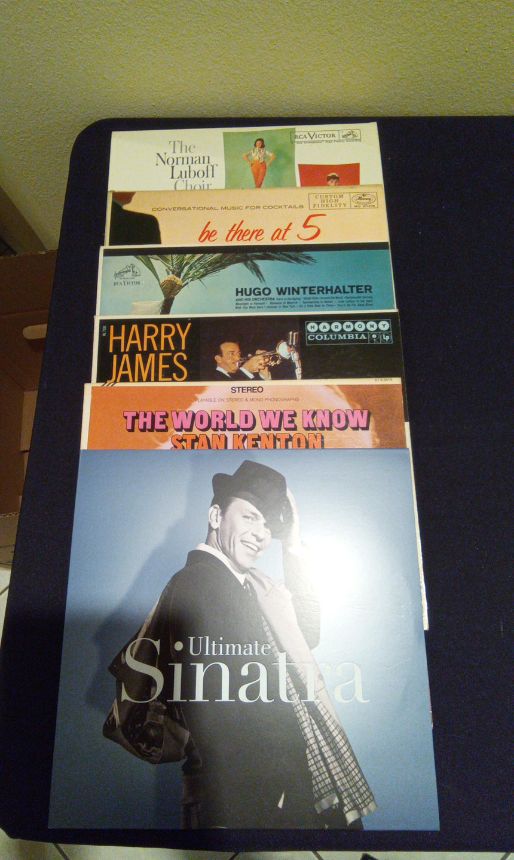 The
Norman
Luboff
Choir
RCA VICTOR
CONVERSATIONAL MUSIC FOR COCKTAILS
CUSTOM
HIGH
FIDELITY
be there at 5
RCA VICTOR
HUGO WINTERHALTER
AND HIS ORCHESTRA
HARRY
JAMES
HARMONY
COLUMBIA
STEREO
PLAYABLE ON STEREO & MONO PHONOGRAPHS
THE WORLD WE KNOW
STAN KENTON
Ultimate
Sinatra